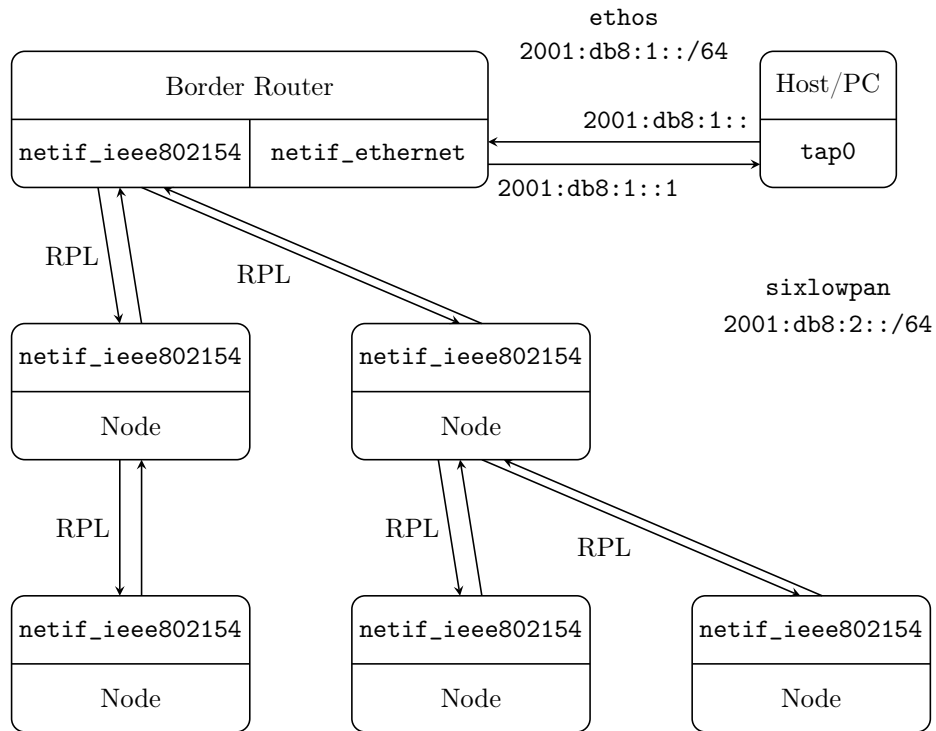 ethos
2001:db8:1::/64
Border Router
Host/PC
2001:db8:1::
netif_ieee802154
netif_ethernet
tap0
2001:db8:1::1
RPL
RPL
sixlowpan
2001:db8:2::/64
netif_ieee802154
netif_ieee802154
Node
Node
RPL
RPL
RPL
netif_ieee802154
netif_ieee802154
netif_ieee802154
Node
Node
Node